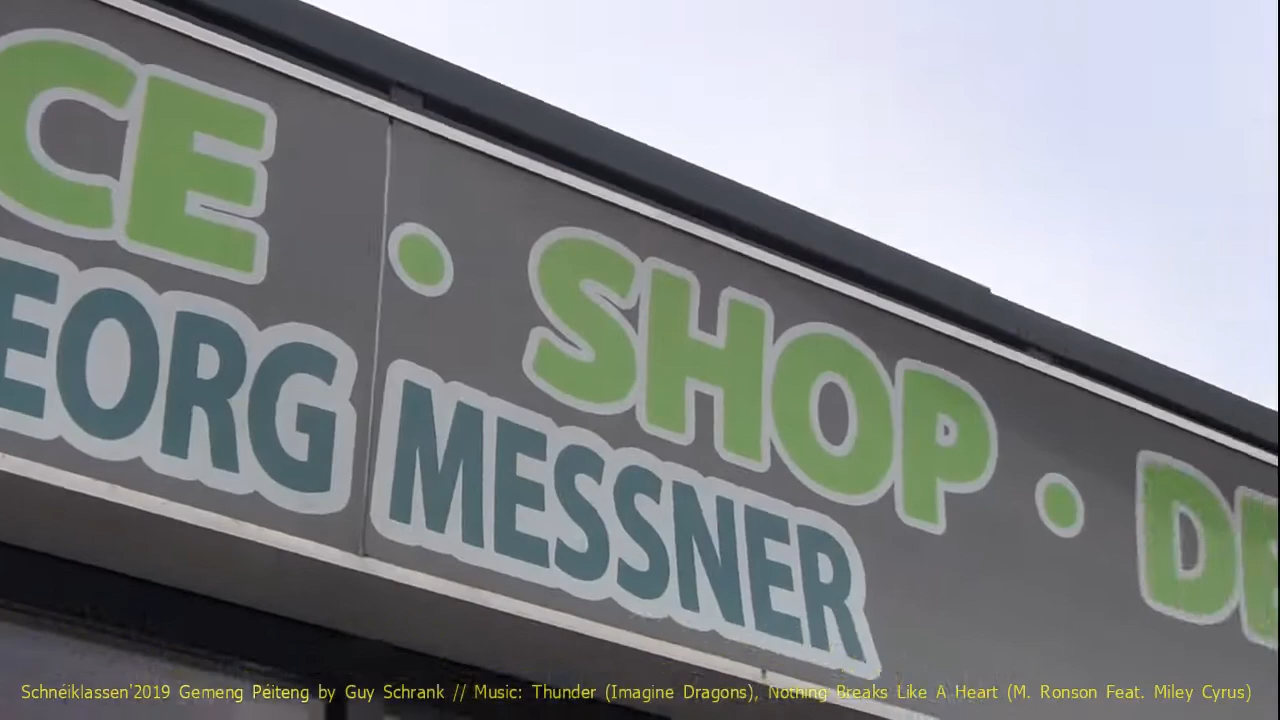 CE · SHOP · DE
EORG MESSNER
Schnéiklassen'2019 Gemeng Péiteng by Guy Schrank // Music: Thunder (Imagine Dragons), Nothing Breaks Like A Heart (M. Ronson Feat. Miley Cyrus)